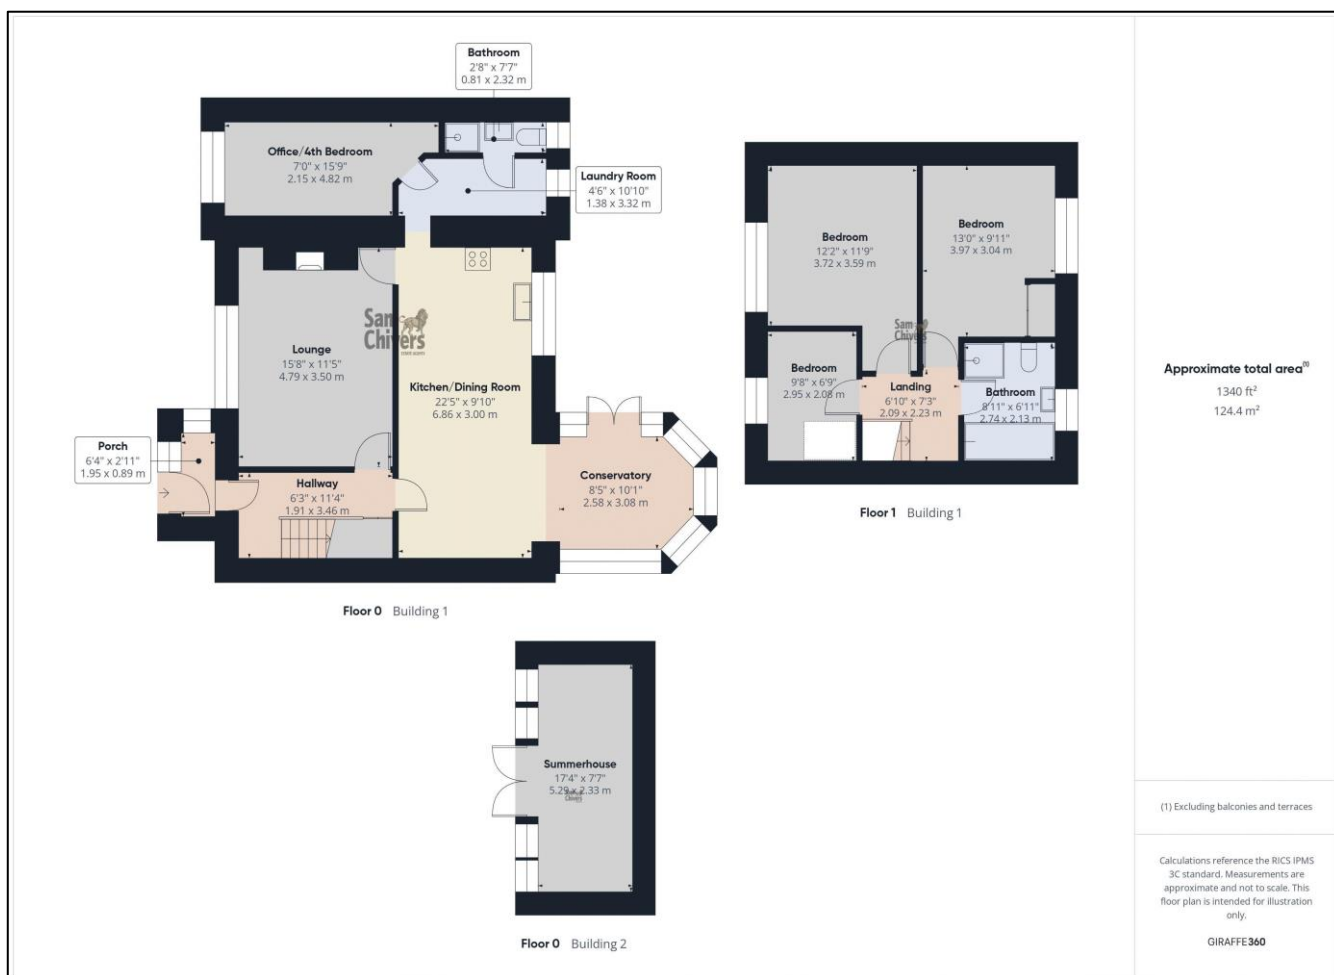 Bathroom
2'8" x 7'7"
0.81 x 2.32 m
Office/4th Bedroom
7'0" x 15'9"
2.15 x 4.82 m
Laundry Room
4'6" x 10'10"
1.38 x 3.32 m
Sam
Chivers
Lounge
15'8" x 11'5"
4.79 x 3.50 m
Kitchen/Dining Room
22'5" x 9'10"
6.86 x 3.00 m
Porch
6'4" x 2'11"
1.95 x 0.89 m
Hallway
6'3" x 11'4"
1.91 x 3.46 m
Conservatory
8'5" x 10'1"
2.58 x 3.08 m
Floor 0 Building 1
Bedroom
12'2" x 11'9"
3.72 x 3.59 m
Bedroom
13'0" x 9'11"
3.97 x 3.04 m
Sam
Chivers
Bedroom
9'8" x 6'9"
2.95 x 2.08 m
Landing
6'10" x 7'3"
2.09 x 2.23 m
Bathroom
8'11" x 6'11"
2.74 x 2.13 m
Floor 1 Building 1
Summerhouse
17'4" x 7'7"
5.29 x 2.33 m
Chivers
Floor 0 Building 2
Approximate total area(1)
1340 ft²
124.4 m²
(1) Excluding balconies and terraces
Calculations reference the RICS IPMS
3C standard. Measurements are
approximate and not to scale. This
floor plan is intended for illustration
only.
GIRAFFE360